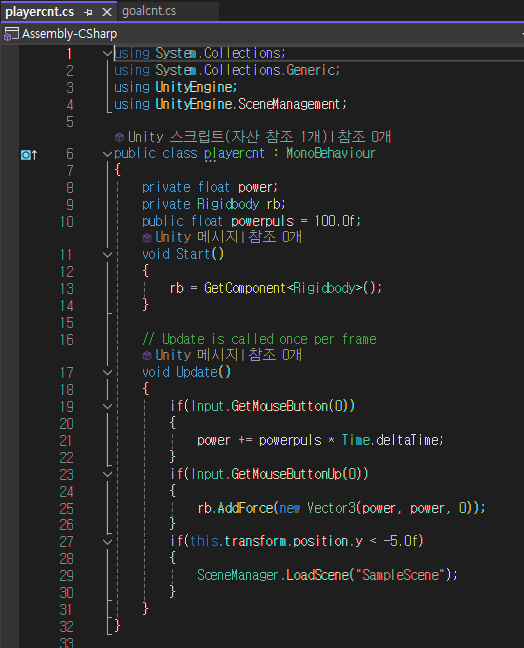 playercnt.cs goalcnt.cs
Assembly-CSharp
1 using System.Collections;
2 using System.Collections.Generic;
3 using UnityEngine;
4 using UnityEngine.SceneManagement;
5
Unity 스크립트(자산 참조 1개)|참조 0개
6 public class playercnt : MonoBehaviour
7 {
8 private float power;
9 private Rigidbody rb;
10 public float powerpuls = 100.0f;
Unity 메시지|참조 0개
11 void Start()
12 {
13 rb = GetComponent<Rigidbody>();
14 }
15
16 // Update is called once per frame
Unity 메시지|참조 0개
17 void Update()
18 {
19 if(Input.GetMouseButton(0))
20 {
21 power += powerpuls * Time.deltaTime;
22 }
23 if(Input.GetMouseButtonUp(0))
24 {
25 rb.AddForce(new Vector3(power, power, 0));
26 }
27 if(this.transform.position.y < -5.0f)
28 {
29 SceneManager.LoadScene("SampleScene");
30 }
31 }
32 }
33